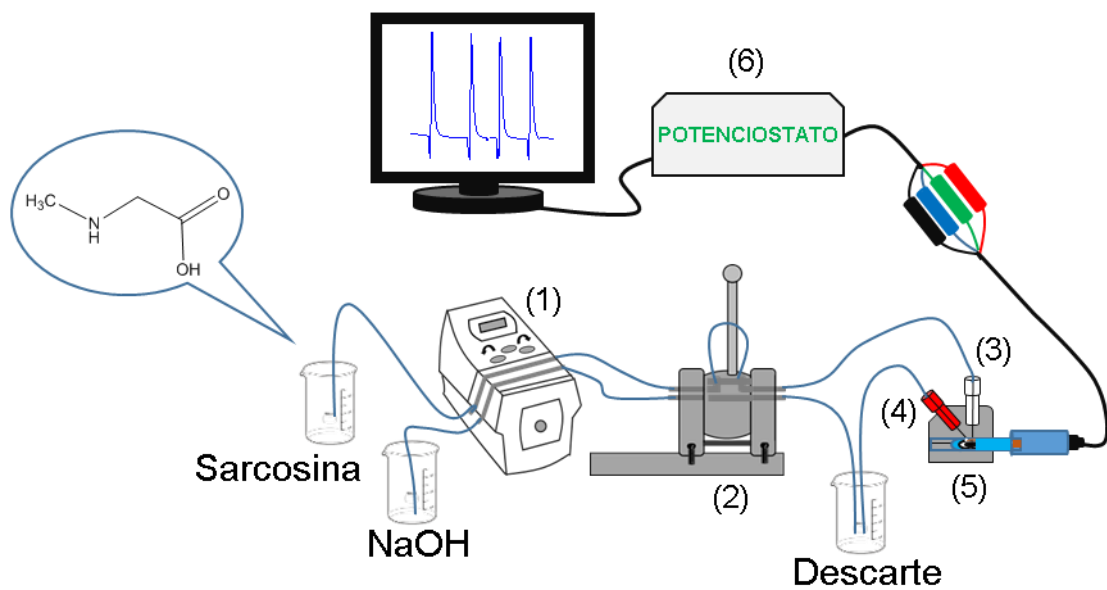 (6)
POTENCIOSTATO
H₃C
N
H
O
OH
(1)
(3)
(4)
Sarcosina
(2)
(5)
NaOH
Descarte